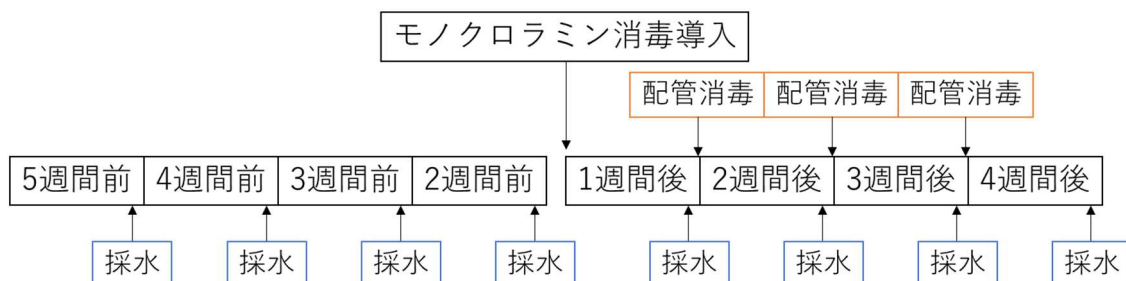 モノクロラミン消毒導入
配管消毒 配管消毒 配管消毒
5週間前 4週間前 3週間前 2週間前 1週間後 2週間後 3週間後 4週間後
採水 採水 採水 採水 採水 採水 採水 採水